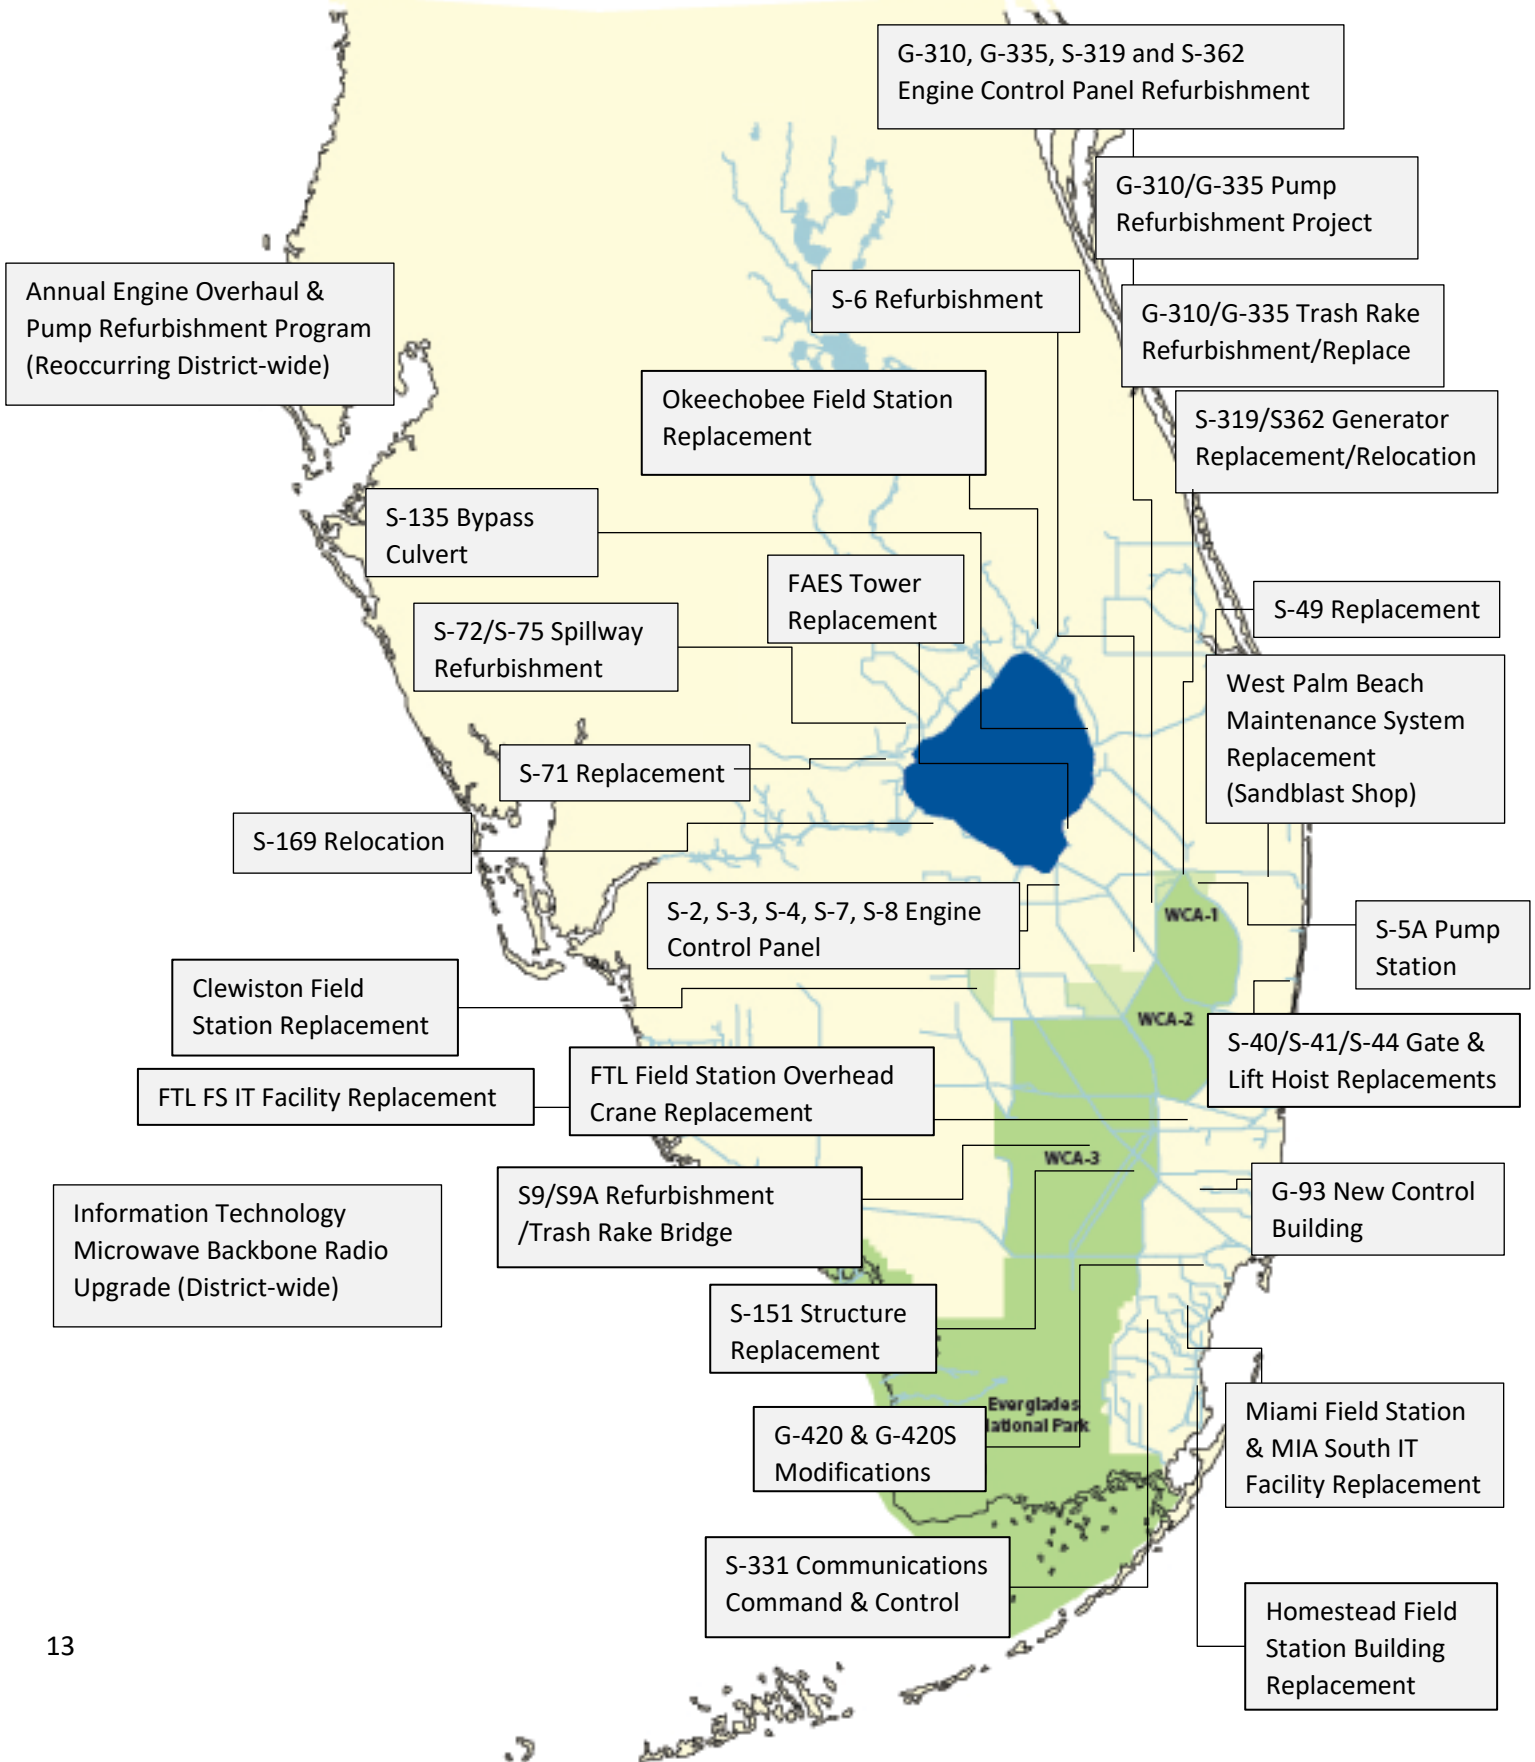 G-310, G-335, S-319 and S-362
Engine Control Panel Refurbishment
G-310/G-335 Pump
Refurbishment Project
Annual Engine Overhaul &
Pump Refurbishment Program
(Reoccurring District-wide)
S-6 Refurbishment
G-310/G-335 Trash Rake
Refurbishment/Replace
Okeechobee Field Station
Replacement
S-319/S362 Generator
Replacement/Relocation
S-135 Bypass
Culvert
FAES Tower
Replacement
S-49 Replacement
S-72/S-75 Spillway
Refurbishment
West Palm Beach
Maintenance System
Replacement
(Sandblast Shop)
S-71 Replacement
S-169 Relocation
S-2, S-3, S-4, S-7, S-8 Engine
Control Panel
WCA-1
S-5A Pump
Station
Clewiston Field
Station Replacement
WCA-2
S-40/S-41/S-44 Gate &
Lift Hoist Replacements
FTL FS IT Facility Replacement
FTL Field Station Overhead
Crane Replacement
WCA-3
S9/S9A Refurbishment
/Trash Rake Bridge
G-93 New Control
Building
Information Technology
Microwave Backbone Radio
Upgrade (District-wide)
S-151 Structure
Replacement
Everglades
National Park
G-420 & G-420S
Modifications
Miami Field Station
& MIA South IT
Facility Replacement
S-331 Communications
Command & Control
Homestead Field
Station Building
Replacement
13